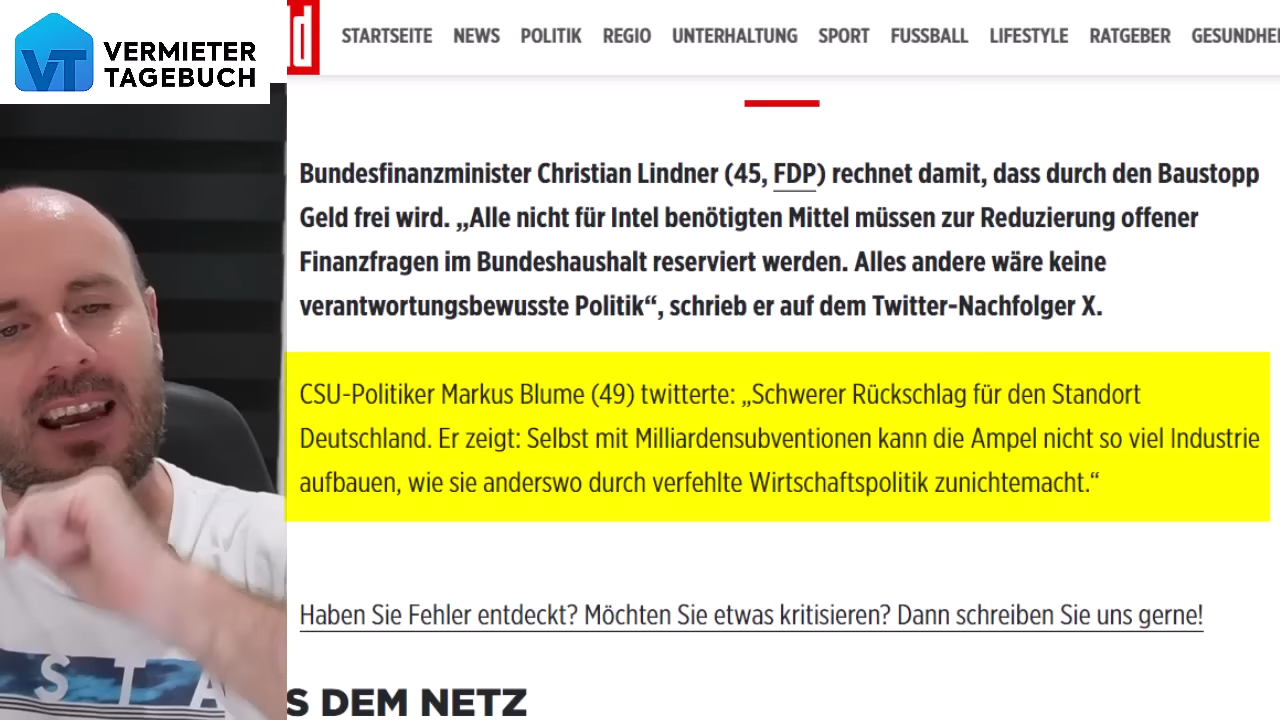 VT VERMIETER
TAGEBUCH
d
STARTSEITE NEWS POLITIK REGIO UNTERHALTUNG SPORT FUSSBALL LIFESTYLE RATGEBER
Bundesfinanzminister Christian Lindner (45, FDP) rechnet damit, dass durch den Baustopp
Geld frei wird. „Alle nicht für Intel benötigten Mittel müssen zur Reduzierung offener
Finanzfragen im Bundeshaushalt reserviert werden. Alles andere wäre keine
verantwortungsbewusste Politik“, schrieb er auf dem Twitter-Nachfolger X.
CSU-Politiker Markus Blume (49) twitterte: „Schwerer Rückschlag für den Standort
Deutschland. Er zeigt: Selbst mit Milliardensubventionen kann die Ampel nicht so viel Industrie
aufbauen, wie sie anderswo durch verfehlte Wirtschaftspolitik zunichtemacht.“
Haben Sie Fehler entdeckt? Möchten Sie etwas kritisieren? Dann schreiben Sie uns gerne!
S DEM NETZ
S T A